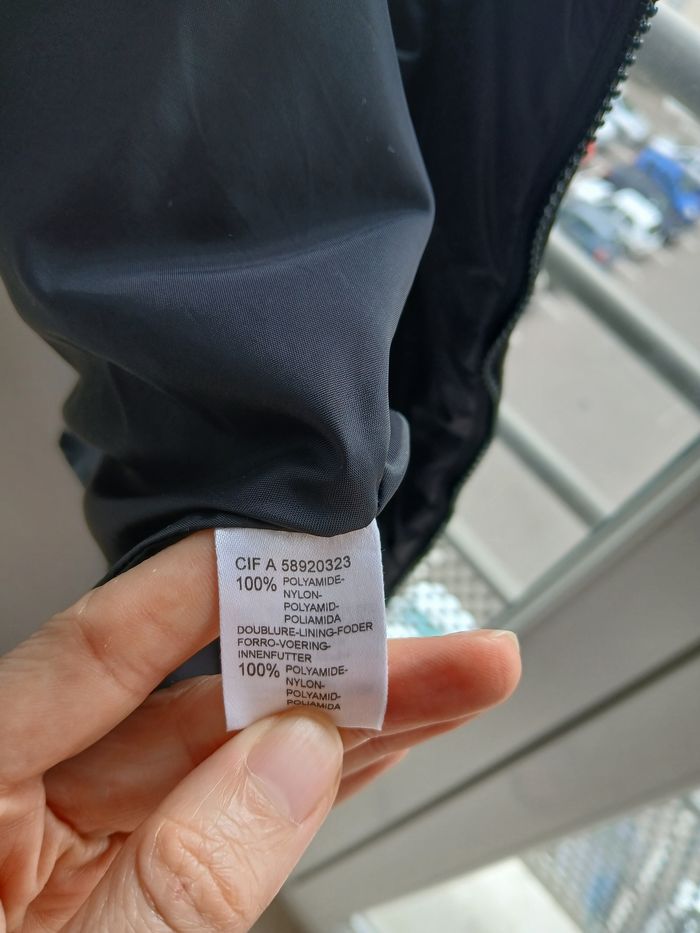 CIF A 58920323
100% POLYAMIDE-
NYLON-
POLYAMID-
POLIAMIDA
DOUBLURE-LINING-FODER
FORRO-VOERING-
INNENFUTTER
100% POLYAMIDE-
NYLON-
POLYAMID-
POLIAMIDA